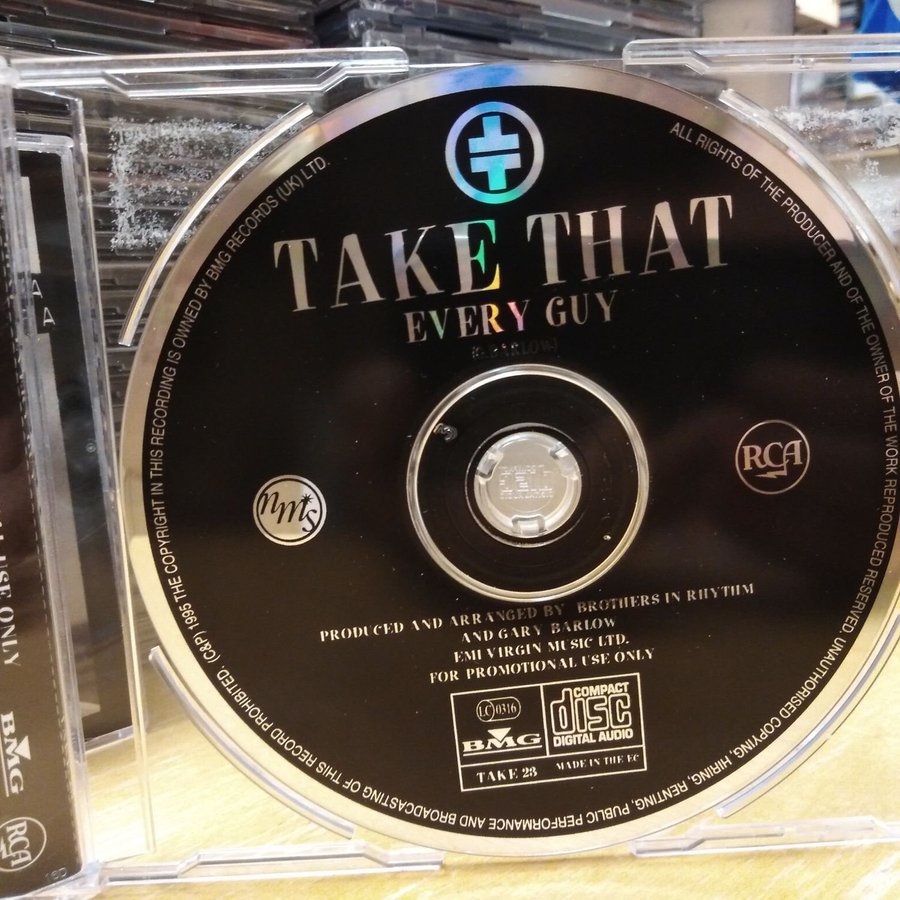 TAKE THAT
EVERY GUY
(G.BARLOW)
nms
RCA
PRODUCED AND ARRANGED BY BROTHERS IN RHYTHM
AND GARY BARLOW
EMI VIRGIN MUSIC LTD.
FOR PROMOTIONAL USE ONLY
LC 0316
BMG
COMPACT
disc
DIGITAL AUDIO
TAKE 23
MADE IN THE EC
(C&P) 1995 THE COPYRIGHT IN THIS RECORDING IS OWNED BY BMG RECORDS (UK) LTD.
ALL RIGHTS OF THE PRODUCER AND OF THE OWNER OF THE WORK REPRODUCED RESERVED. UNAUTHORISED COPYING, HIRING, RENTING, PUBLIC PERFORMANCE AND BROADCASTING OF THIS RECORD PROHIBITED.
USE ONLY
BMG
RCA